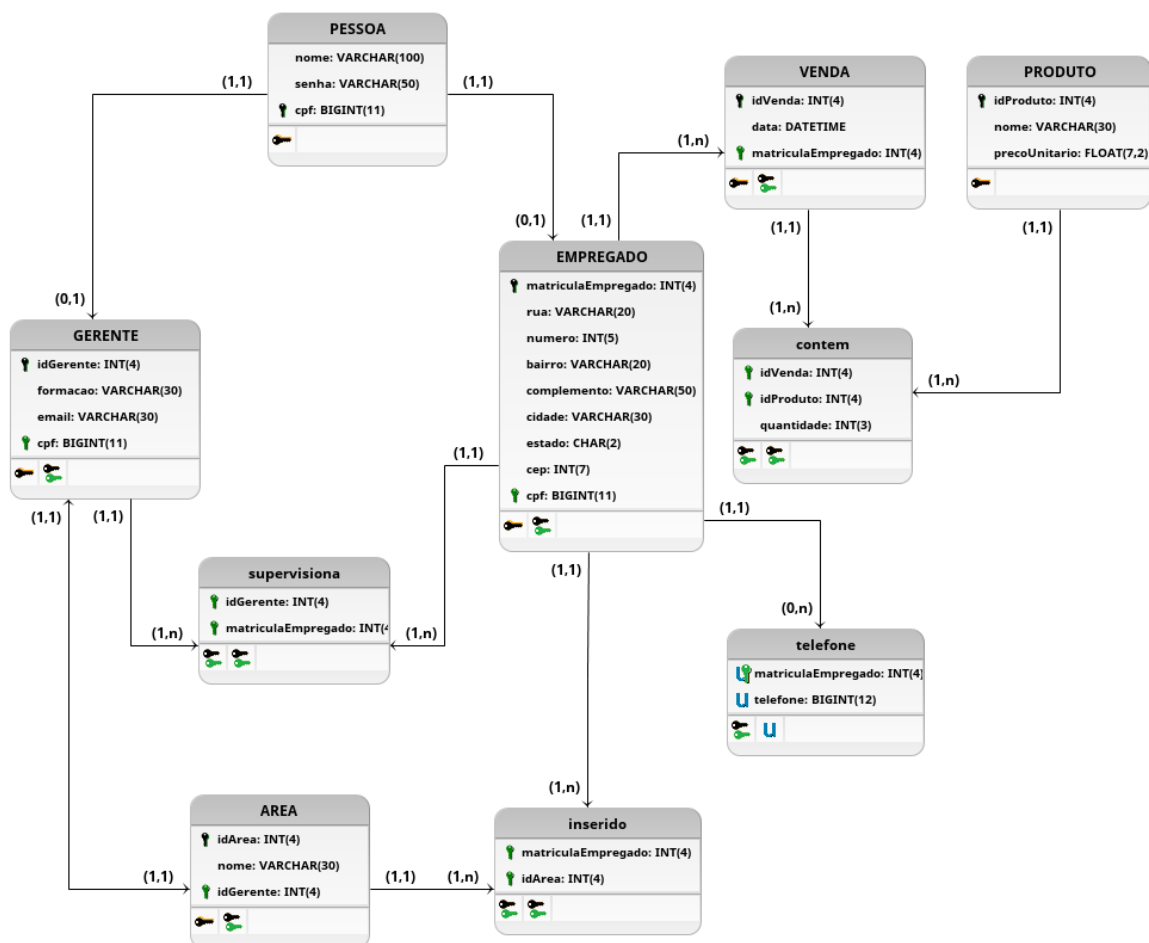 PESSOA
nome: VARCHAR(100)
senha: VARCHAR(50)
cpf: BIGINT(11)
(1,1)
(1,1)
(0,1)
(0,1)
VENDA
idVenda: INT(4)
data: DATETIME
matriculaEmpregado: INT(4)
(1,n)
(1,1)
(1,1)
PRODUTO
idProduto: INT(4)
nome: VARCHAR(30)
precoUnitario: FLOAT(7,2)
(1,1)
EMPREGADO
matriculaEmpregado: INT(4)
rua: VARCHAR(20)
numero: INT(5)
bairro: VARCHAR(20)
complemento: VARCHAR(50)
cidade: VARCHAR(30)
estado: CHAR(2)
cep: INT(7)
cpf: BIGINT(11)
(1,1)
(1,1)
(1,1)
GERENTE
idGerente: INT(4)
formacao: VARCHAR(30)
email: VARCHAR(30)
cpf: BIGINT(11)
(1,1)
(1,1)
(1,n)
contem
idVenda: INT(4)
idProduto: INT(4)
quantidade: INT(3)
(1,n)
supervisiona
idGerente: INT(4)
matriculaEmpregado: INT(4
(1,n)
(1,n)
(0,n)
telefone
u
matriculaEmpregado: INT(4)
u
telefone: BIGINT(12)
u
AREA
idArea: INT(4)
nome: VARCHAR(30)
idGerente: INT(4)
(1,1)
(1,1)
(1,n)
(1,n)
inserido
matriculaEmpregado: INT(4)
idArea: INT(4)